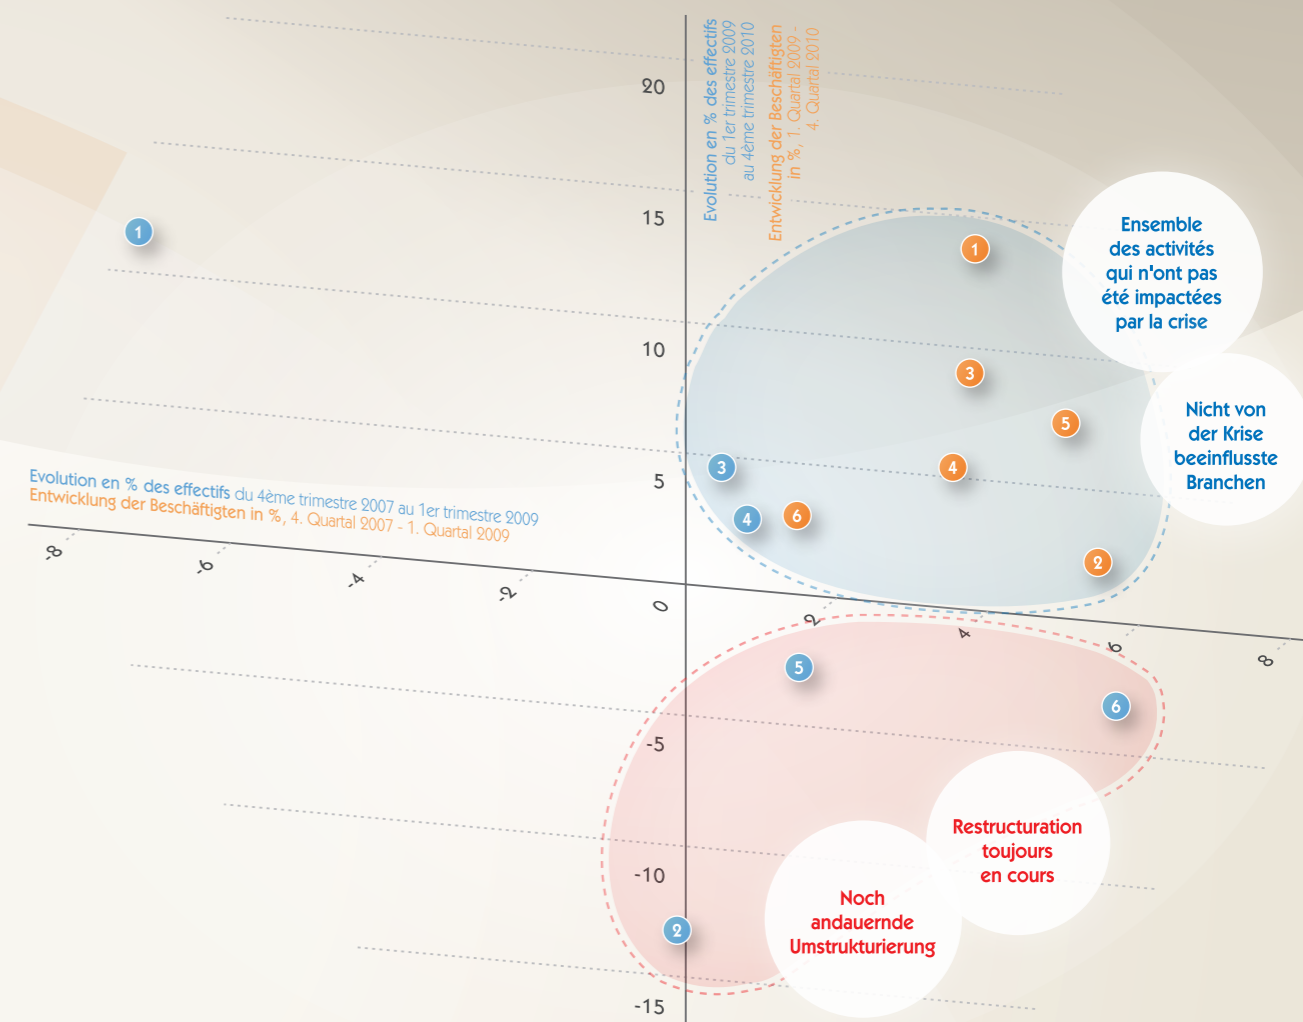 Evolution en % des effectifs
du 1er trimestre 2009
au 4ème trimestre 2010
Entwicklung der Beschäftigten
in %, 1. Quartal 2009 -
4. Quartal 2010
20
15
10
5
0
-5
-10
-15
Ensemble
des activités
qui n'ont pas
été impactées
par la crise
Nicht von
der Krise
beeinflusste
Branchen
1
1
3
5
3
4
4
6
2
Evolution en % des effectifs du 4ème trimestre 2007 au 1er trimestre 2009
Entwicklung der Beschäftigten in %, 4. Quartal 2007 - 1. Quartal 2009
-8
-6
-4
-2
2
4
6
8
5
6
2
Restructuration
toujours
en cours
Noch
andauernde
Umstrukturierung